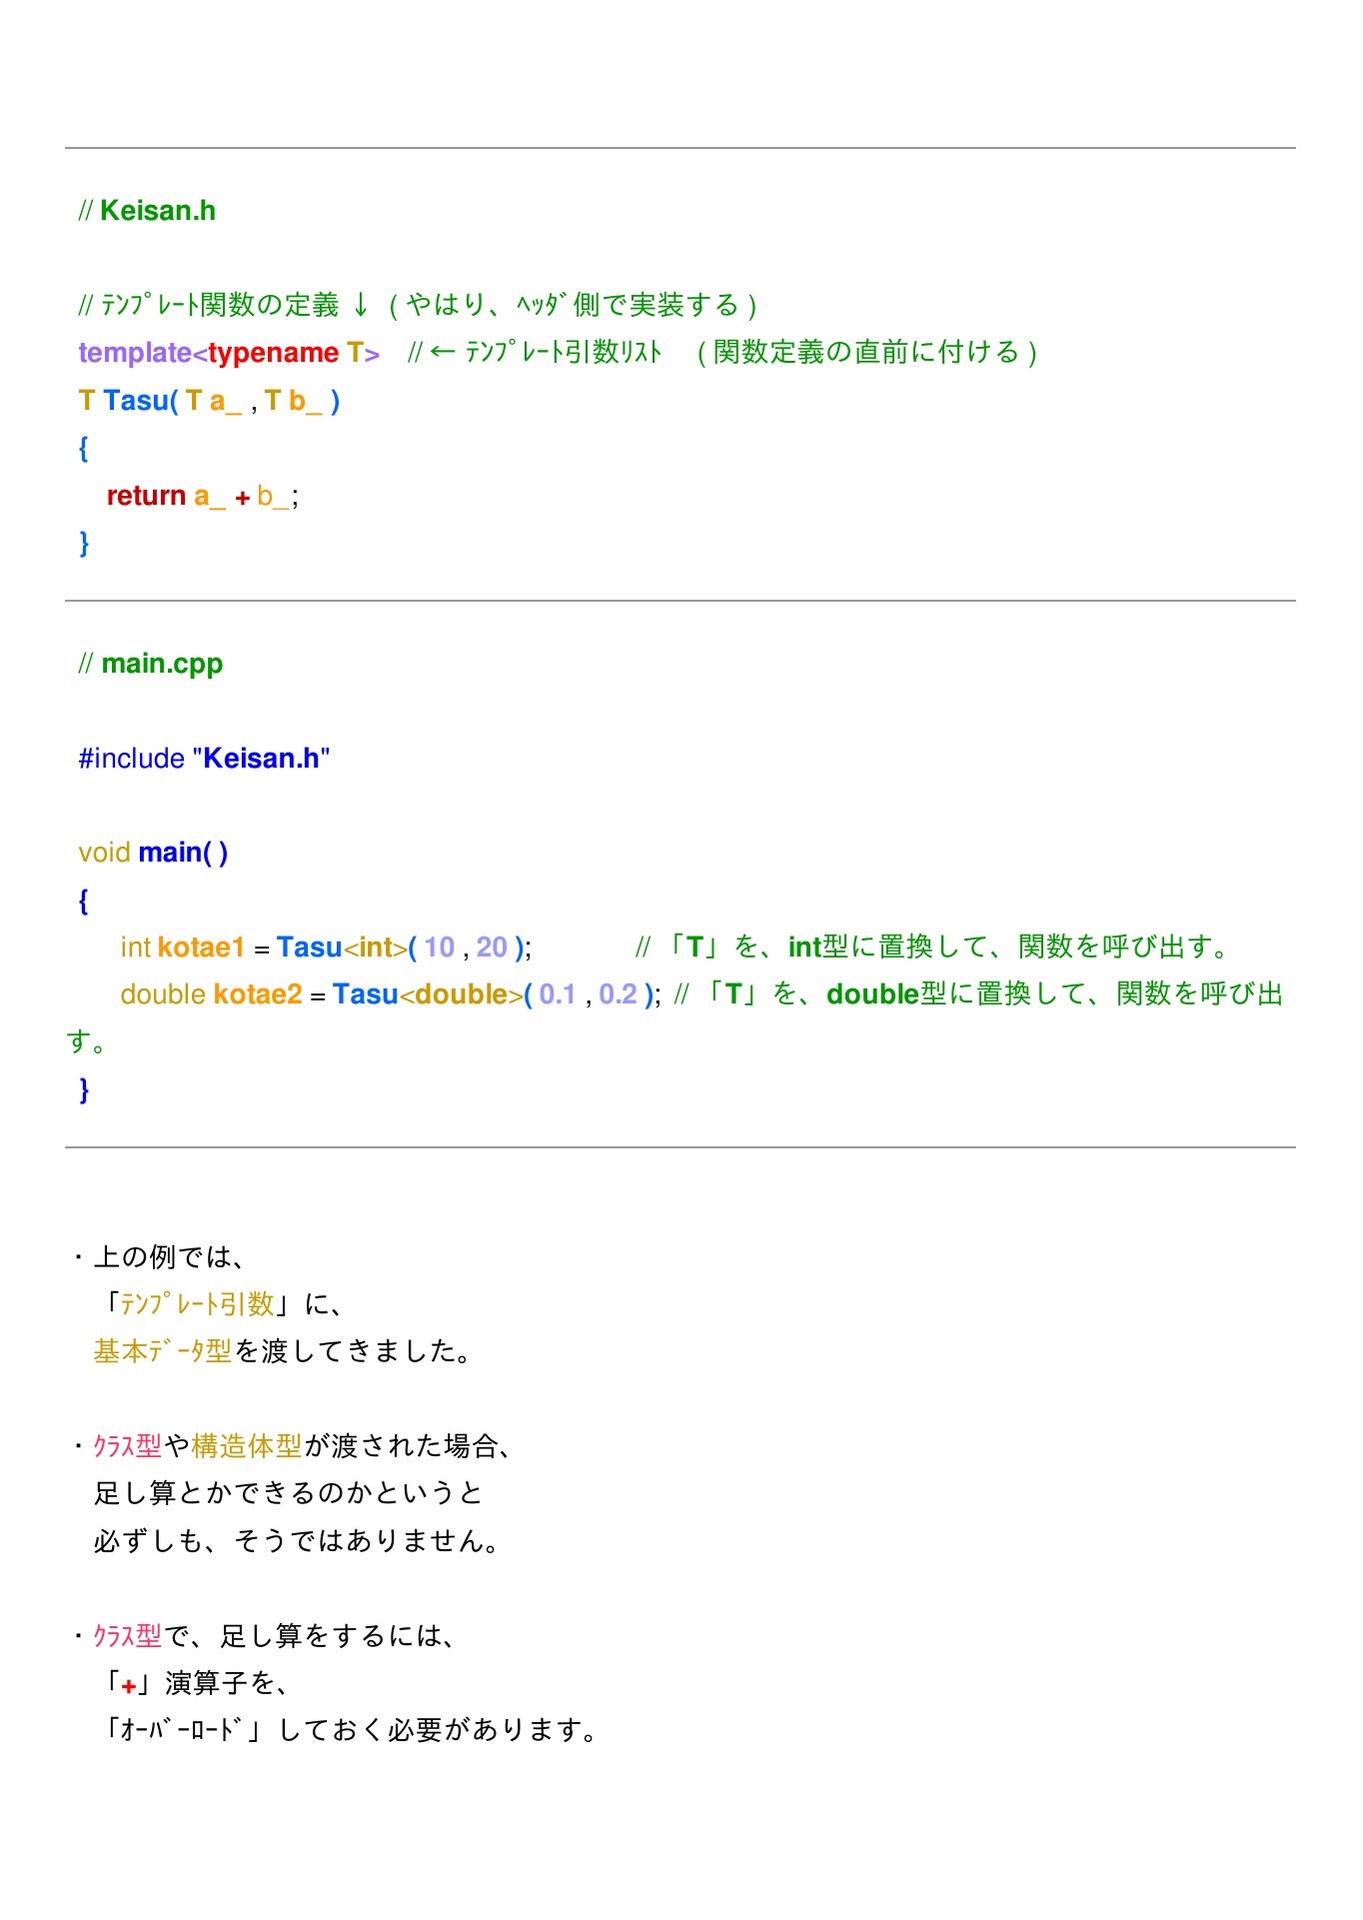 // Keisan.h
// ﾃﾝﾌﾟﾚｰﾄ関数の定義 ↓ ( やはり、ﾍｯﾀﾞ側で実装する )
template<typename T> // ← ﾃﾝﾌﾟﾚｰﾄ引数ﾘｽﾄ ( 関数定義の直前に付ける )
T Tasu( T a_ , T b_ )
{
return a_ + b_;
}
// main.cpp
#include "Keisan.h"
void main( )
{
int kotae1 = Tasu<int>( 10 , 20 ); // 「T」を、int型に置換して、関数を呼び出す。
double kotae2 = Tasu<double>( 0.1 , 0.2 ); // 「T」を、double型に置換して、関数を呼び出
す。
}
・上の例では、
「ﾃﾝﾌﾟﾚｰﾄ引数」に、
基本ﾃﾞｰﾀ型を渡してきました。
・ｸﾗｽ型や構造体型が渡された場合、
足し算とかできるのかというと
必ずしも、そうではありません。
・ｸﾗｽ型で、足し算をするには、
「+」演算子を、
「ｵｰﾊﾞｰﾛｰﾄﾞ」しておく必要があります。